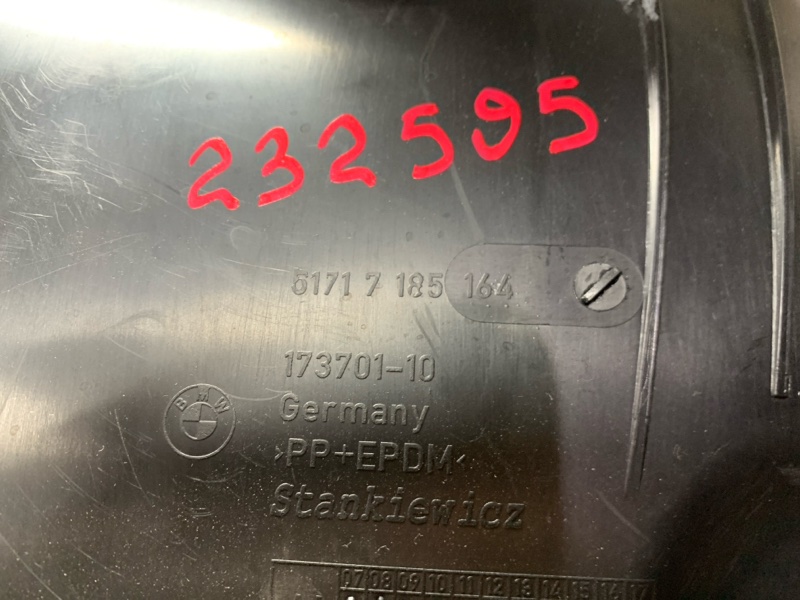 232595
5171 7 185 164
173701-10
BMW
Germany
>PP+EPDM<
Stankiewicz
07 08 09 10 11 12 13 14 15 16 17